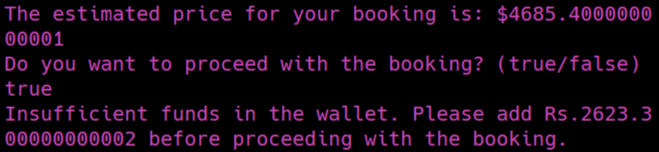 The estimated price for your booking is: $4685.4000000
00001
Do you want to proceed with the booking? (true/false)
true
Insufficient funds in the wallet. Please add Rs.2623.3
00000000002 before proceeding with the booking.